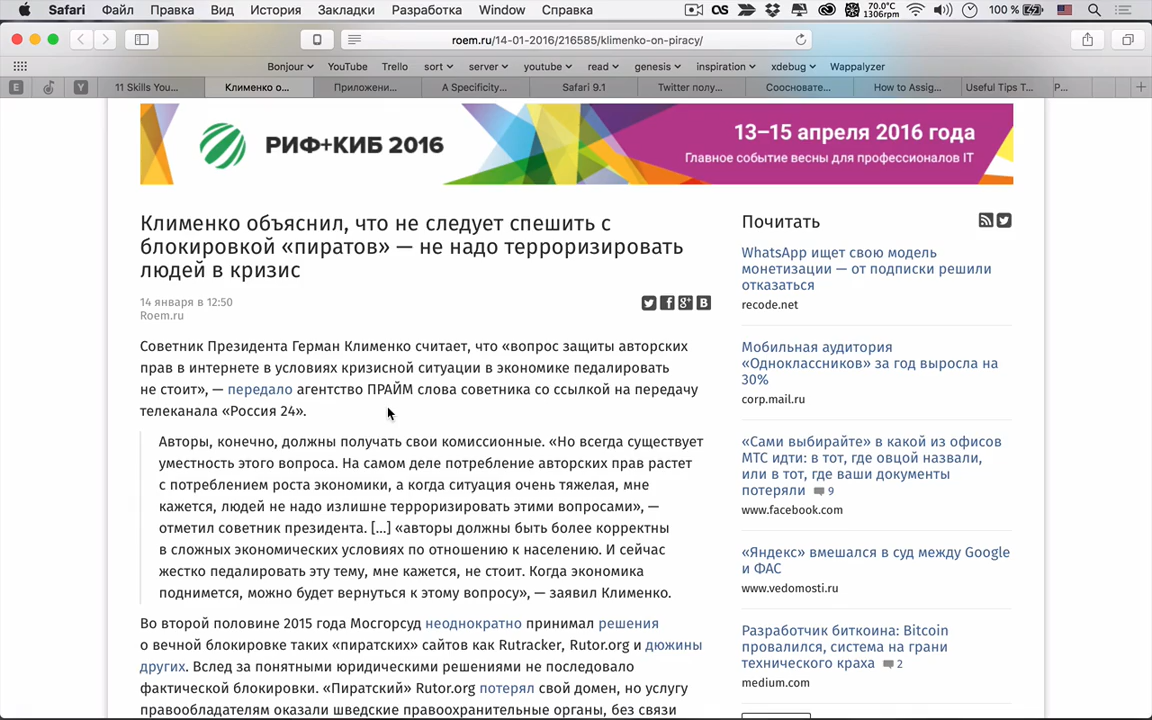 Safari Файл Правка Вид История Закладки Разработка Window Справка 70.0°C 1306rpm 100 %
roem.ru/14-01-2016/216585/klimenko-on-piracy/
Bonjour YouTube Trello sort server youtube read genesis inspiration xdebug Wappalyzer
E Y 11 Skills You... Клименко о... Приложени... A Specificity... Safari 9.1 Twitter полу... Соосновате... How to Assig... Useful Tips T... P...
РИФ+КИБ 2016
13–15 апреля 2016 года
Главное событие весны для профессионалов IT
Клименко объяснил, что не следует спешить с
блокировкой «пиратов» — не надо терроризировать
людей в кризис
14 января в 12:50
Roem.ru
Советник Президента Герман Клименко считает, что «вопрос защиты авторских
прав в интернете в условиях кризисной ситуации в экономике педалировать
не стоит», — передало агентство ПРАЙМ слова советника со ссылкой на передачу
телеканала «Россия 24».
Авторы, конечно, должны получать свои комиссионные. «Но всегда существует
уместность этого вопроса. На самом деле потребление авторских прав растет
с потреблением роста экономики, а когда ситуация очень тяжелая, мне
кажется, людей не надо излишне терроризировать этими вопросами», —
отметил советник президента. [...] «авторы должны быть более корректны
в сложных экономических условиях по отношению к населению. И сейчас
жестко педалировать эту тему, мне кажется, не стоит. Когда экономика
поднимется, можно будет вернуться к этому вопросу», — заявил Клименко.
Во второй половине 2015 года Мосгорсуд неоднократно принимал решения
о вечной блокировке таких «пиратских» сайтов как Rutracker, Rutor.org и дюжины
других. Вслед за понятными юридическими решениями не последовало
фактической блокировки. «Пиратский» Rutor.org потерял свой домен, но услугу
правообладателям оказали шведские правоохранительные органы, без связи
Почитать
WhatsApp ищет свою модель
монетизации — от подписки решили
отказаться
recode.net
Мобильная аудитория
«Одноклассников» за год выросла на
30%
corp.mail.ru
«Сами выбирайте» в какой из офисов
МТС идти: в тот, где овцой назвали,
или в тот, где ваши документы
потеряли 9
www.facebook.com
«Яндекс» вмешался в суд между Google
и ФАС
www.vedomosti.ru
Разработчик биткоина: Bitcoin
провалился, система на грани
технического краха 2
medium.com